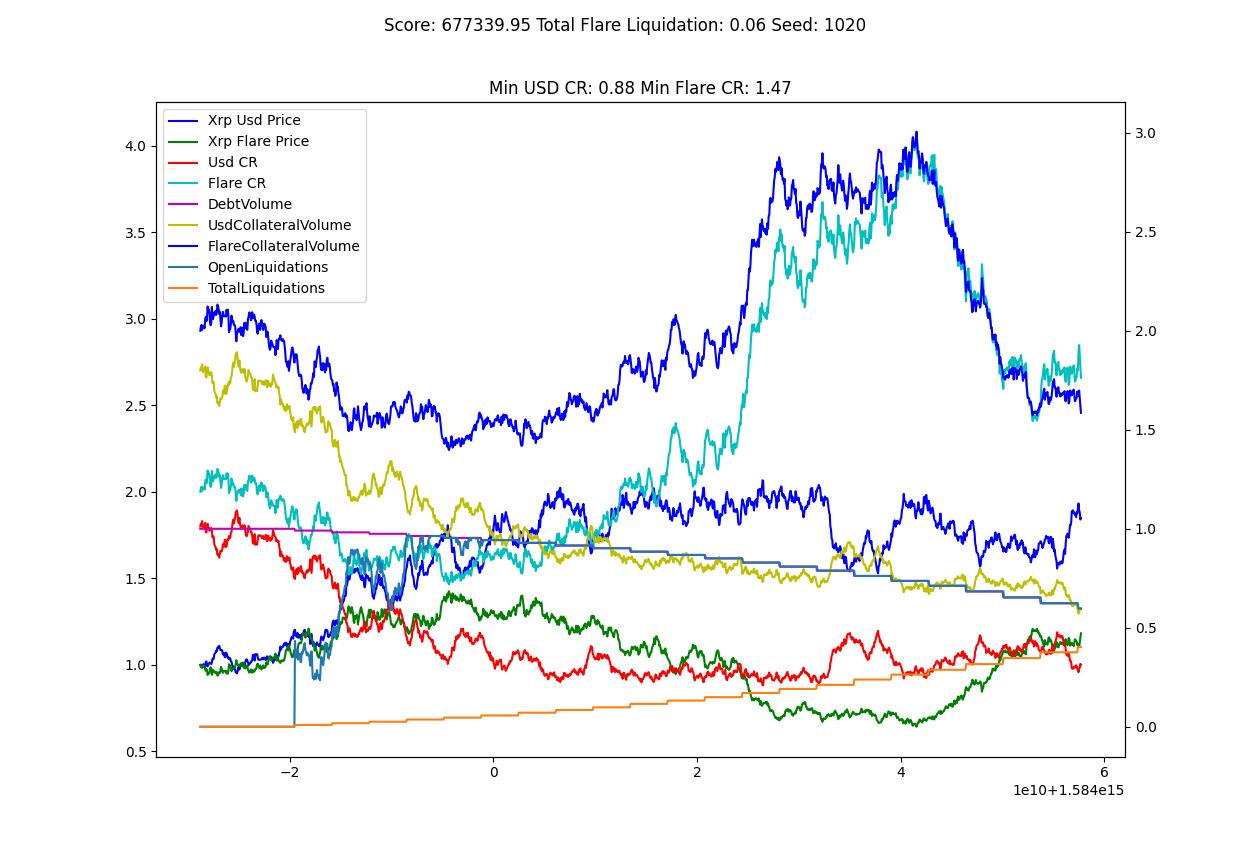 Score: 677339.95 Total Flare Liquidation: 0.06 Seed: 1020
Min USD CR: 0.88 Min Flare CR: 1.47
Xrp Usd Price
Xrp Flare Price
Usd CR
Flare CR
DebtVolume
UsdCollateralVolume
FlareCollateralVolume
OpenLiquidations
TotalLiquidations
4.0
3.5
3.0
2.5
2.0
1.5
1.0
0.5
3.0
2.5
2.0
1.5
1.0
0.5
0.0
−2
0
2
4
6
1e10+1.584e15